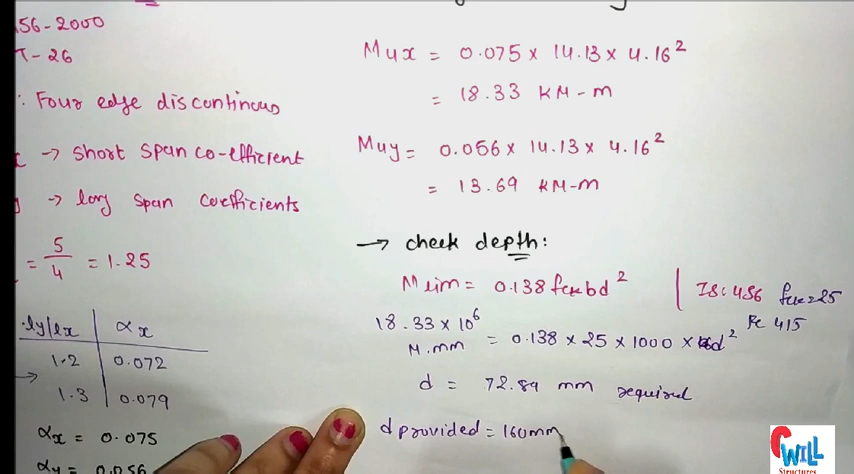 56-2000
T-26
∴ Four edge discontinous
x → short span co-efficient
→ long span coefficients
= 5/4 = 1.25
ly/lx | αx
1.2 | 0.072
→ 1.3 | 0.079
αx = 0.075
αy = 0.056
Mux = 0.075 × 14.13 × 4.16²
= 18.33 KM-m
Muy = 0.056 × 14.13 × 4.16²
= 13.69 KM-m
→ check depth:
Mlim = 0.138 fck bd² | IS: 456 fck = 25
Fe 415
18.33 × 10⁶ N.mm = 0.138 × 25 × 1000 × d²
d = 72.89 mm required
d provided = 160mm
CWILL
Structures